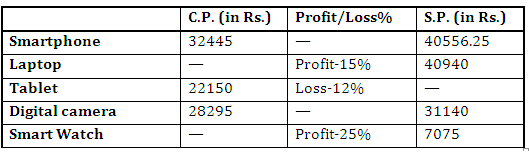 C.P. (in Rs.) Profit/Loss% S.P. (in Rs.)
Smartphone 32445 — 40556.25
Laptop — Profit-15% 40940
Tablet 22150 Loss-12% —
Digital camera 28295 — 31140
Smart Watch — Profit-25% 7075